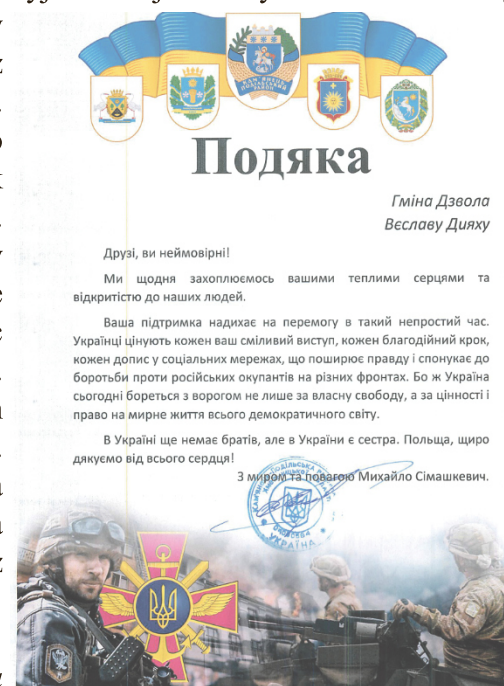 Подяка
Гміна Дзвола
Вєславу Дияху
Друзі, ви неймовірні!
Ми щодня захоплюємось вашими теплими серцями та
відкритістю до наших людей.
Ваша підтримка надихає на перемогу в такий непростий час.
Українці цінують кожен ваш сміливий виступ, кожен благодійний крок,
кожен допис у соціальних мережах, що поширює правду і спонукає до
боротьби проти російських окупантів на різних фронтах. Бо ж Україна
сьогодні бореться з ворогом не лише за власну свободу, а за цінності і
право на мирне життя всього демократичного світу.
В Україні ще немає братів, але в України є сестра. Польща, щиро
дякуємо від всього серця!
З миром та повагою Михайло Сімашкевич.
УКРАЇНА